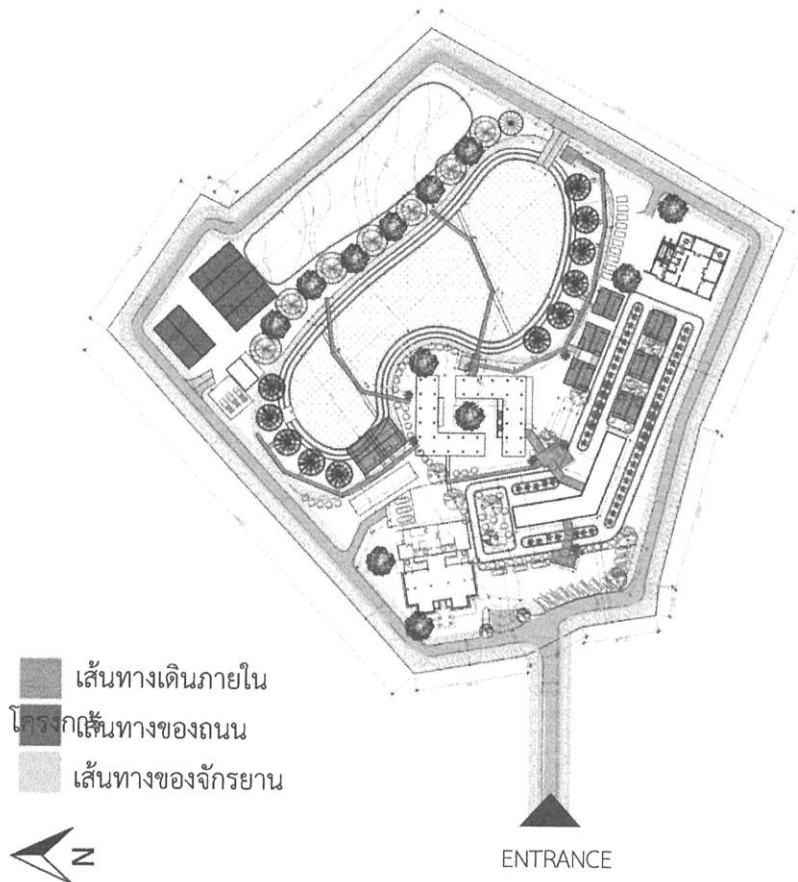 เส้นทางเดินภายใน
โครงการ
เส้นทางของถนน
เส้นทางของจักรยาน
N
ENTRANCE